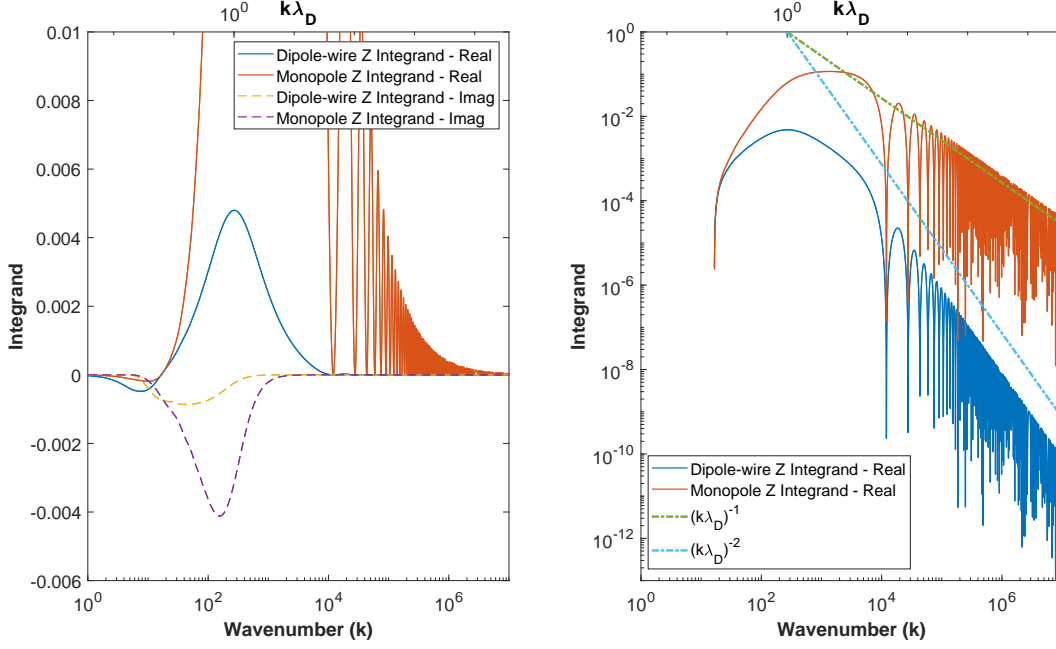 10^0
kλ_D
0.01
0.008
0.006
0.004
0.002
0
-0.002
-0.004
-0.006
Integrand
Dipole-wire Z Integrand - Real
Monopole Z Integrand - Real
Dipole-wire Z Integrand - Imag
Monopole Z Integrand - Imag
10^0
10^2
10^4
10^6
Wavenumber (k)
10^0
kλ_D
10^0
10^-2
10^-4
10^-6
10^-8
10^-10
10^-12
Integrand
Dipole-wire Z Integrand - Real
Monopole Z Integrand - Real
(kλ_D)^-1
(kλ_D)^-2
10^0
10^2
10^4
10^6
Wavenumber (k)